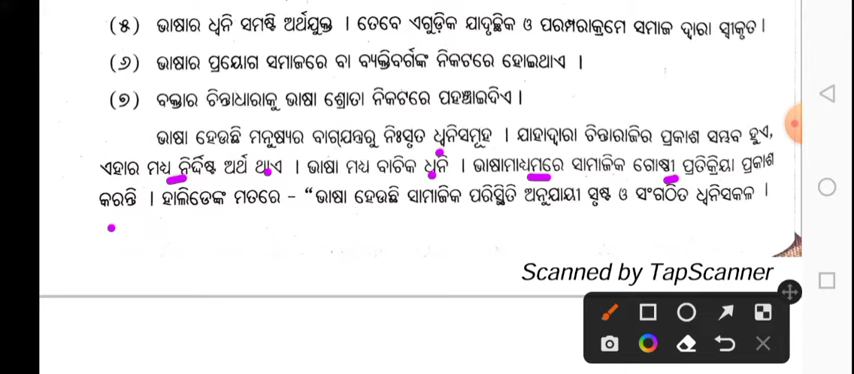 (୫) ଭାଷାର ଧ୍ୱନି ସମଷ୍ଟି ଅର୍ଥଯୁକ୍ତ । ତେବେ ଏଗୁଡ଼ିକ ଯାଦୃଚ୍ଛିକ ଓ ପରମ୍ପରାକ୍ରମେ ସମାଜ ଦ୍ୱାରା ସ୍ୱୀକୃତ ।
(୬) ଭାଷାର ପ୍ରୟୋଗ ସମାଜରେ ବା ବ୍ୟକ୍ତିବର୍ଗଙ୍କ ନିକଟରେ ହୋଇଥାଏ ।
(୭) ବକ୍ତାର ଚିନ୍ତାଧାରାକୁ ଭାଷା ଶ୍ରୋତା ନିକଟରେ ପହଞ୍ଚାଇଦିଏ ।
ଭାଷା ହେଉଛି ମନୁଷ୍ୟର ବାଗ୍‌ଯନ୍ତ୍ରରୁ ନିଃସୃତ ଧ୍ୱନିସମୂହ । ଯାହାଦ୍ୱାରା ଚିନ୍ତାରାଜିର ପ୍ରକାଶ ସମ୍ଭବ ହୁଏ,
ଏହାର ମଧ୍ୟ ନିର୍ଦ୍ଦିଷ୍ଟ ଅର୍ଥ ଥାଏ । ଭାଷା ମଧ୍ୟ ବାଚିକ ଧ୍ୱନି । ଭାଷାମାଧ୍ୟମରେ ସାମାଜିକ ଗୋଷ୍ଠୀ ପ୍ରତିକ୍ରିୟା ପ୍ରକାଶ
କରନ୍ତି । ହାଲିଡେଙ୍କ ମତରେ - “ଭାଷା ହେଉଛି ସାମାଜିକ ପରିସ୍ଥିତି ଅନୁଯାୟୀ ସୃଷ୍ଟ ଓ ସଂଗଠିତ ଧ୍ୱନିସକଳ ।
Scanned by TapScanner